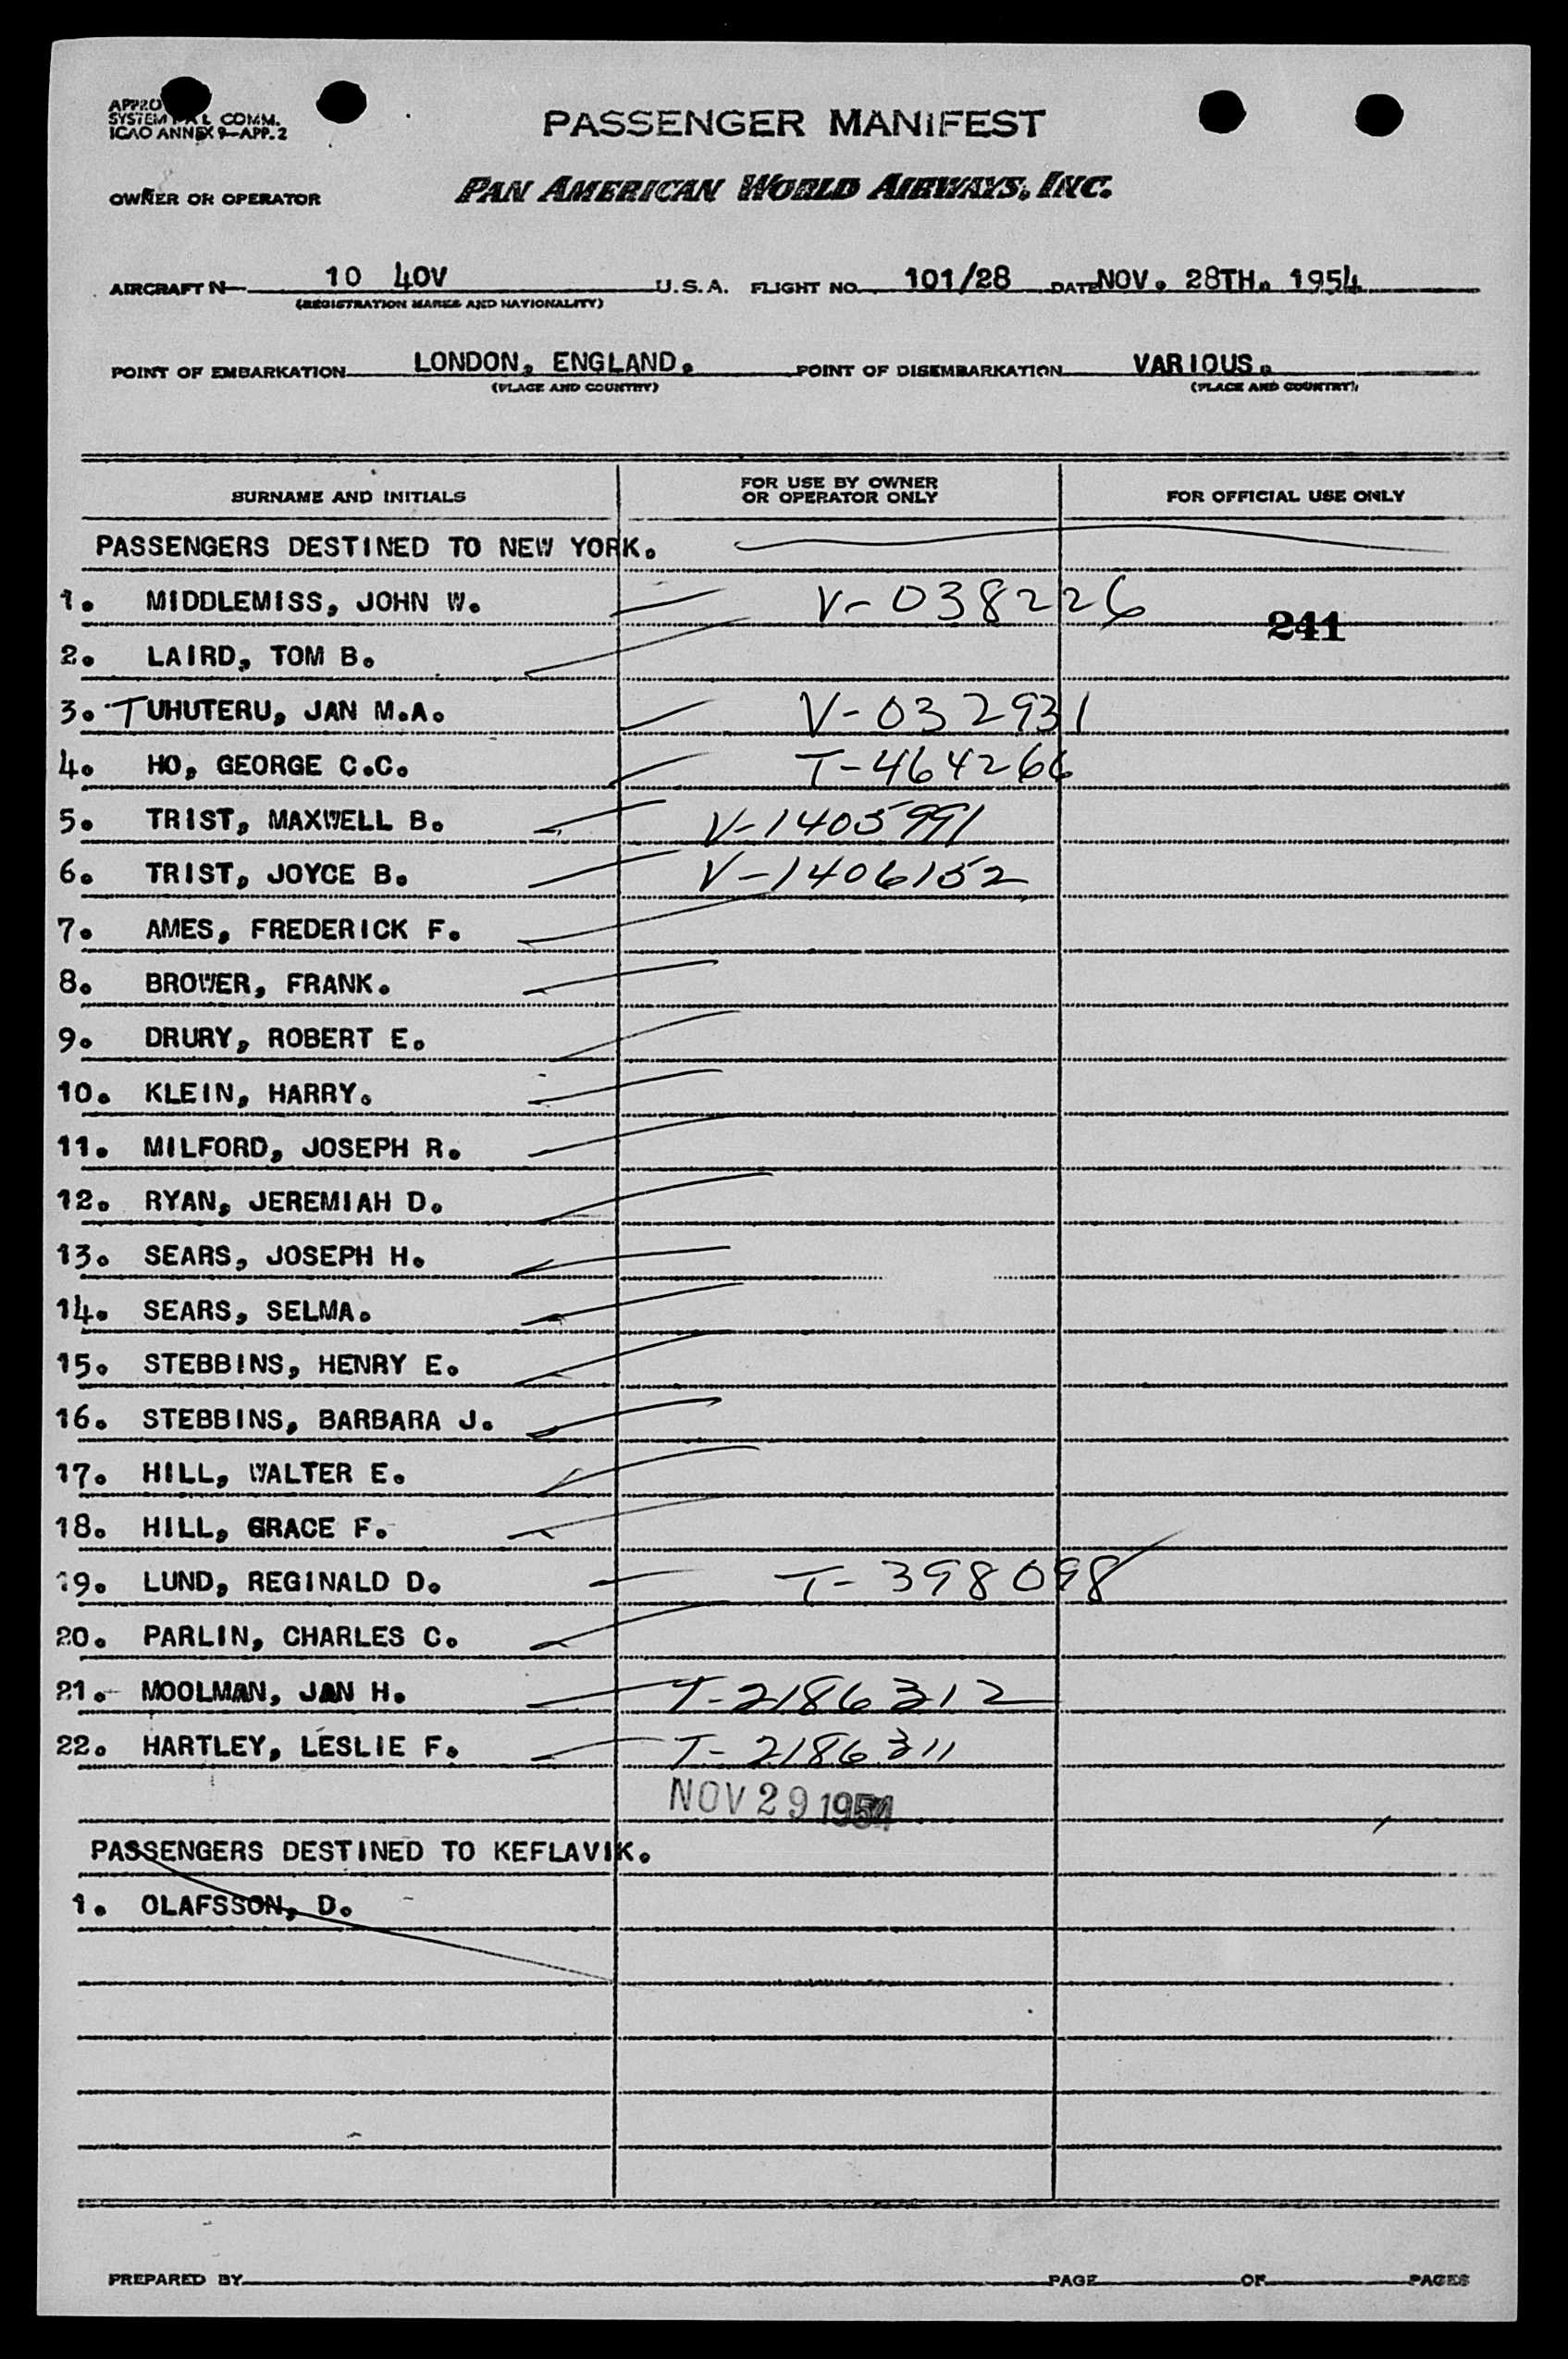 SYSTEM COMM.
ICAO ANNEX 9—APP. 2
PASSENGER MANIFEST
OWNER OR OPERATOR PAN AMERICAN WORLD AIRWAYS, INC.
AIRCRAFT N 10 40V U.S.A. FLIGHT NO. 101/28 DATE NOV. 28TH. 1954
(REGISTRATION MARKS AND NATIONALITY)
POINT OF EMBARKATION LONDON, ENGLAND. POINT OF DISEMBARKATION VARIOUS.
(PLACE AND COUNTRY) (PLACE AND COUNTRY)
SURNAME AND INITIALS FOR USE BY OWNER OR OPERATOR ONLY FOR OFFICIAL USE ONLY
PASSENGERS DESTINED TO NEW YORK.
1. MIDDLEMISS, JOHN W. V-038226
241
2. LAIRD, TOM B.
3. TUHUTERU, JAN M.A. V-032931
4. HO, GEORGE C.C. T-464266
5. TRIST, MAXWELL B. V-1405991
6. TRIST, JOYCE B. V-1406152
7. AMES, FREDERICK F.
8. BROWER, FRANK.
9. DRURY, ROBERT E.
10. KLEIN, HARRY.
11. MILFORD, JOSEPH R.
12. RYAN, JEREMIAH D.
13. SEARS, JOSEPH H.
14. SEARS, SELMA.
15. STEBBINS, HENRY E.
16. STEBBINS, BARBARA J.
17. HILL, WALTER E.
18. HILL, GRACE F.
19. LUND, REGINALD D. T-398098
20. PARLIN, CHARLES C.
21. MOOLMAN, JAN H. T-2186312
22. HARTLEY, LESLIE F. T-2186311
NOV 29 1954
PASSENGERS DESTINED TO KEFLAVIK.
1. OLAFSSON, D.
PREPARED BY PAGE OF PAGES